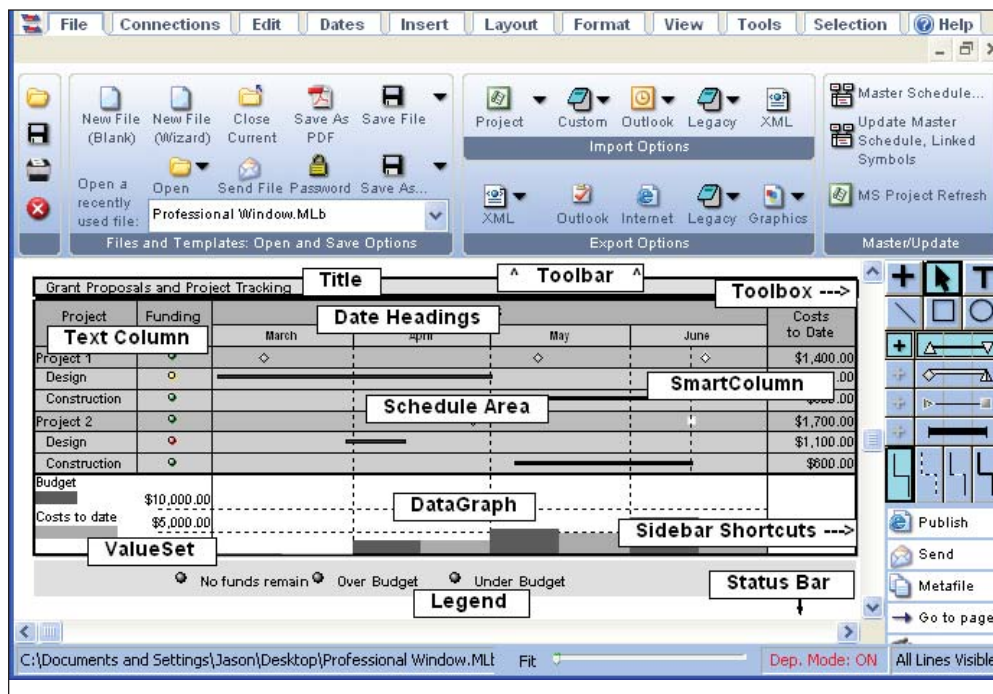 File Connections Edit Dates Insert Layout Format View Tools Selection Help
New File (Blank)
New File (Wizard)
Close Current
Save As PDF
Save File
Open a recently used file:
Open
Send File
Password
Save As...
Professional Window.MLb
Files and Templates: Open and Save Options
Project Custom Outlook Legacy XML
Import Options
XML Outlook Internet Legacy Graphics
Export Options
Master Schedule...
Update Master Schedule, Linked Symbols
MS Project Refresh
Master/Update
Grant Proposals and Project Tracking
Title
^ Toolbar ^
Toolbox --->
Project Funding Costs to Date
Date Headings
Text Column
March April May June
Project 1 $1,400.00
Design .00
SmartColumn
Construction
Schedule Area
Project 2 $1,700.00
Design $1,100.00
Construction $600.00
Budget
$10,000.00
DataGraph
Costs to date $5,000.00
Sidebar Shortcuts --->
ValueSet
No funds remain Over Budget Under Budget
Legend
Status Bar
Publish
Send
Metafile
Go to page
C:\Documents and Settings\Jason\Desktop\Professional Window.MLb Fit Dep. Mode: ON All Lines Visible